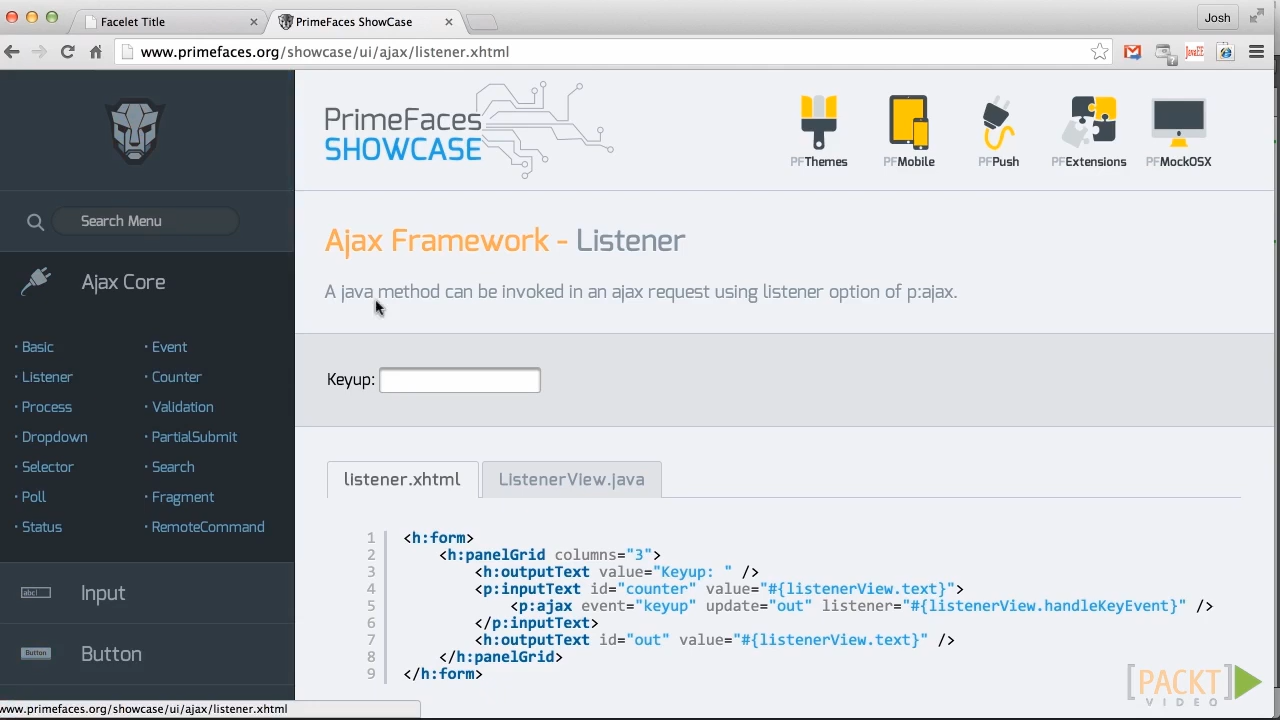 Facelet Title
PrimeFaces ShowCase
Josh
www.primefaces.org/showcase/ui/ajax/listener.xhtml
PrimeFaces
SHOWCASE
PFThemes
PFMobile
PFPush
PFExtensions
PFMockOSX
Search Menu
Ajax Core
Basic
Event
Listener
Counter
Process
Validation
Dropdown
PartialSubmit
Selector
Search
Poll
Fragment
Status
RemoteCommand
Input
Button
Button
Ajax Framework - Listener
A java method can be invoked in an ajax request using listener option of p:ajax.
Keyup:
listener.xhtml
ListenerView.java
1 <h:form>
2 <h:panelGrid columns="3">
3 <h:outputText value="Keyup: " />
4 <p:inputText id="counter" value="#{listenerView.text}">
5 <p:ajax event="keyup" update="out" listener="#{listenerView.handleKeyEvent}" />
6 </p:inputText>
7 <h:outputText id="out" value="#{listenerView.text}" />
8 </h:panelGrid>
9 </h:form>
www.primefaces.org/showcase/ui/ajax/listener.xhtml
[PACKT]
VIDEO